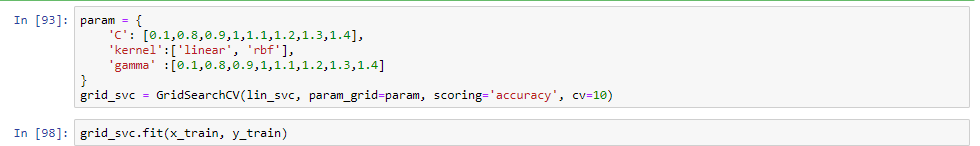 In [93]: param = {
'C': [0.1,0.8,0.9,1,1.1,1.2,1.3,1.4],
'kernel':['linear', 'rbf'],
'gamma' :[0.1,0.8,0.9,1,1.1,1.2,1.3,1.4]
}
grid_svc = GridSearchCV(lin_svc, param_grid=param, scoring='accuracy', cv=10)
In [98]: grid_svc.fit(x_train, y_train)